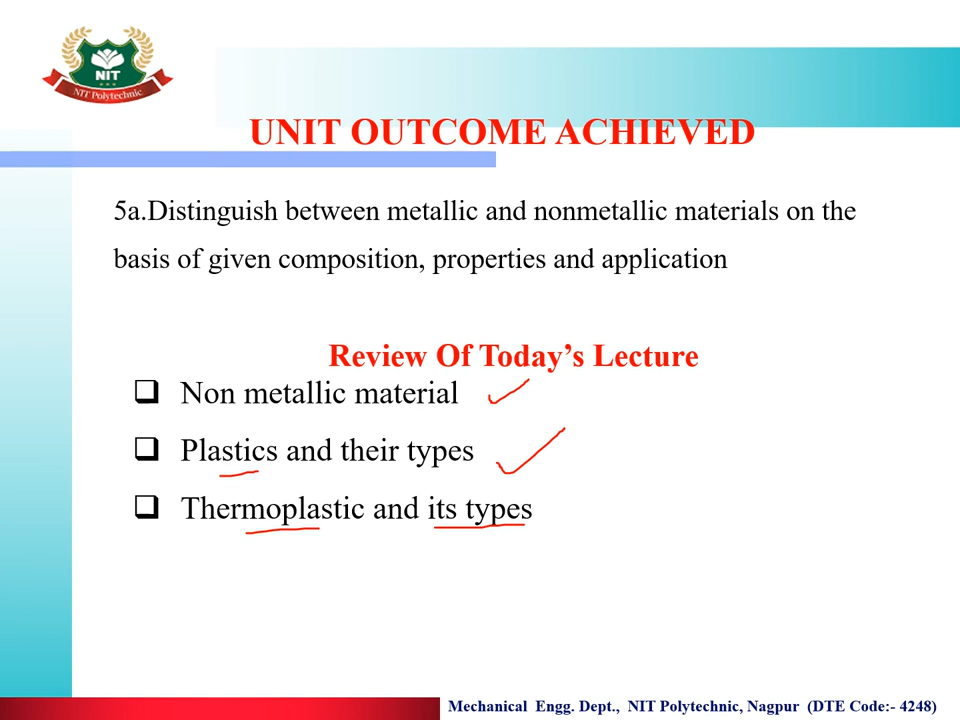 NIT
NIT Polytechnic
UNIT OUTCOME ACHIEVED
5a.Distinguish between metallic and nonmetallic materials on the
basis of given composition, properties and application
Review Of Today's Lecture
Non metallic material
Plastics and their types
Thermoplastic and its types
Mechanical Engg. Dept., NIT Polytechnic, Nagpur (DTE Code:- 4248)